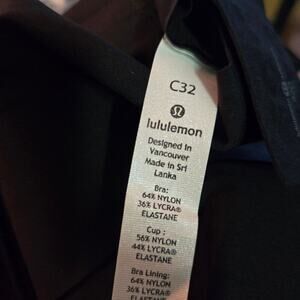 C32
lululemon
Designed in
Vancouver
Made in Sri
Lanka
Bra:
64% NYLON
36% LYCRA®
ELASTANE
Cup :
56% NYLON
44% LYCRA®
ELASTANE
Bra Lining:
64% NYLON
36% LYCRA®